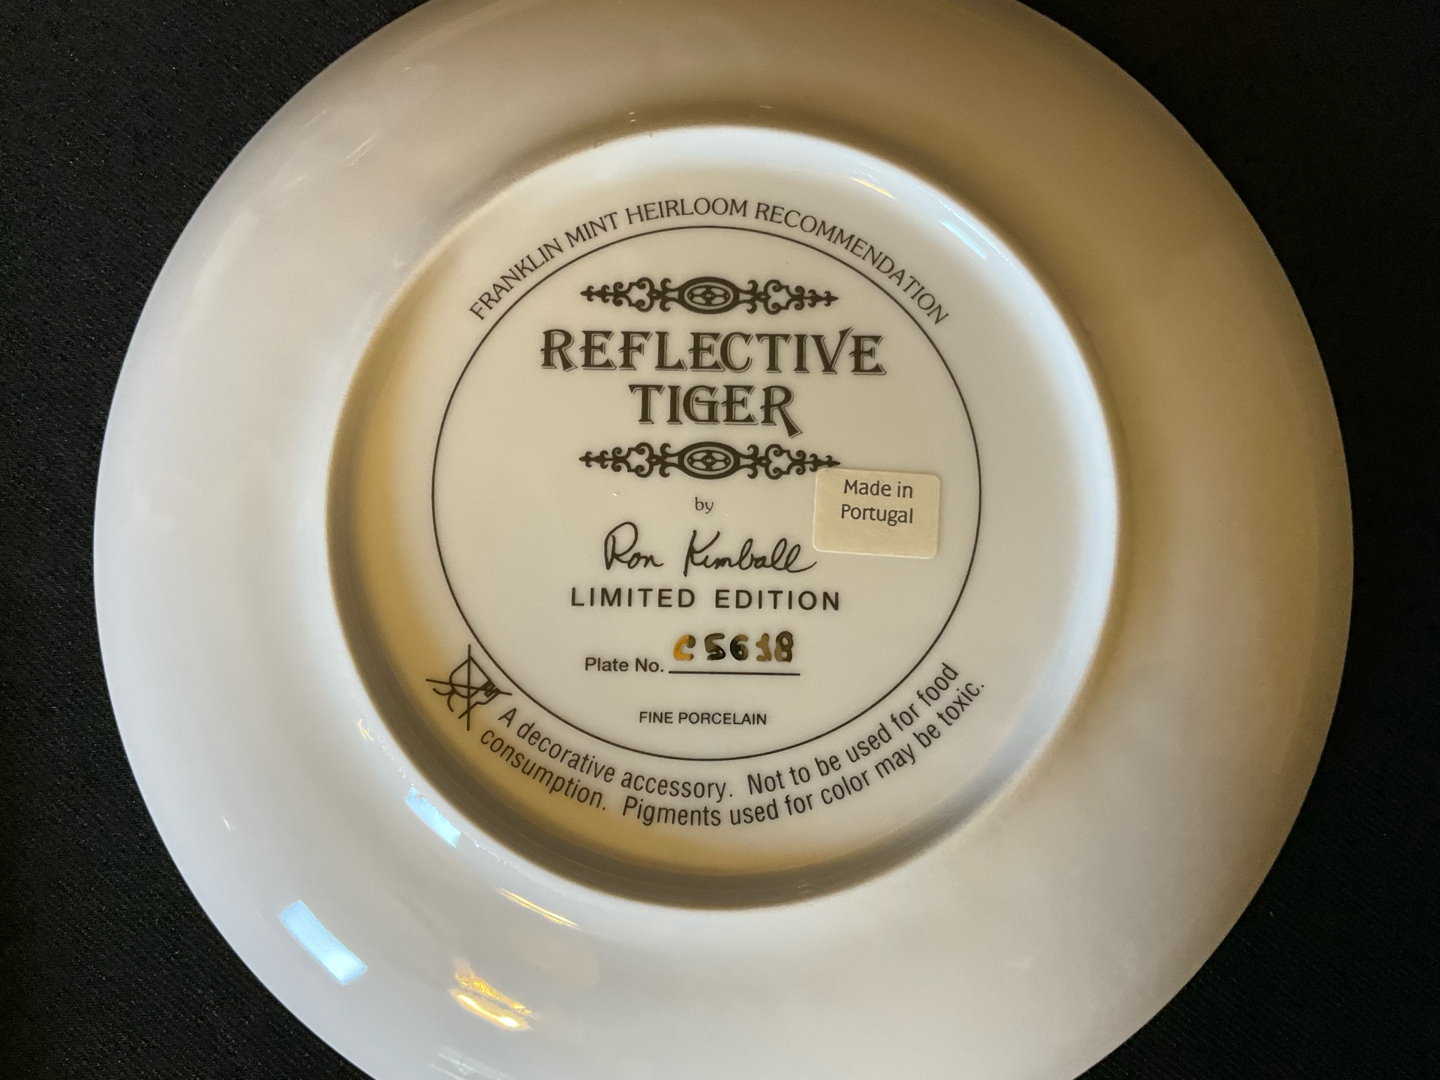 FRANKLIN MINT HEIRLOOM RECOMMENDATION
REFLECTIVE
TIGER
by
Ron Kimball
LIMITED EDITION
Plate No. C5618
FINE PORCELAIN
Made in
Portugal
A decorative accessory. Not to be used for food
consumption. Pigments used for color may be toxic.